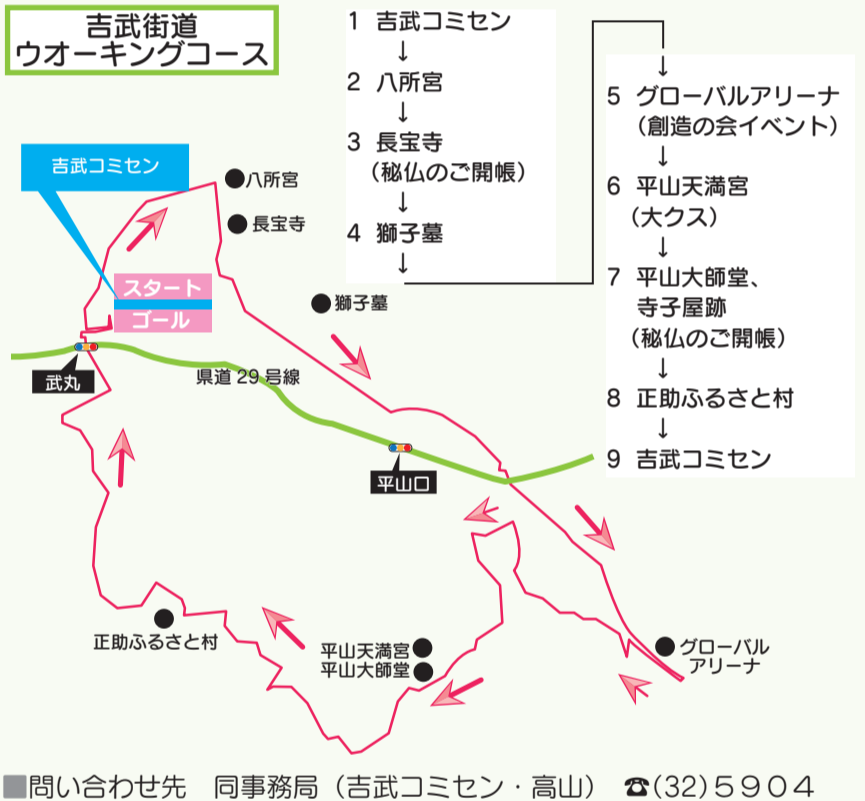 吉武街道
ウオーキングコース
1 吉武コミセン
↓
2 八所宮
↓
3 長宝寺
(秘仏のご開帳)
↓
4 獅子墓
↓
↓
5 グローバルアリーナ
(創造の会イベント)
↓
6 平山天満宮
(大クス)
↓
7 平山大師堂、
寺子屋跡
(秘仏のご開帳)
↓
8 正助ふるさと村
↓
9 吉武コミセン
吉武コミセン
八所宮
長宝寺
スタート
ゴール
獅子墓
武丸
県道29号線
平山口
正助ふるさと村
平山天満宮
平山大師堂
グローバル
アリーナ
■問い合わせ先 同事務局(吉武コミセン・高山) ☎(32)5904